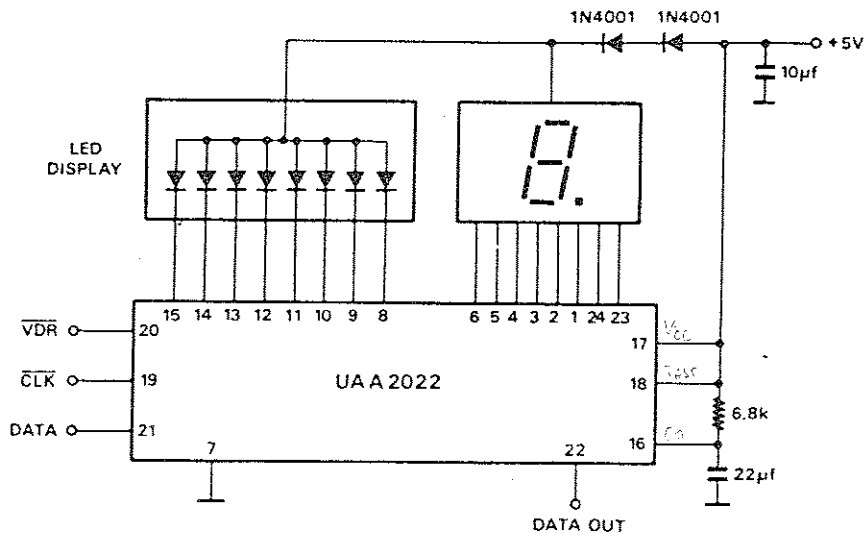 1N4001 1N4001
+5V
10µf
LED
DISPLAY
15 14 13 12 11 10 9 8
6 5 4 3 2 1 24 23
VDR
20
17
VCC
CLK
19
UAA2022
18
6.8k
DATA
21
16
7
22
22µf
DATA OUT